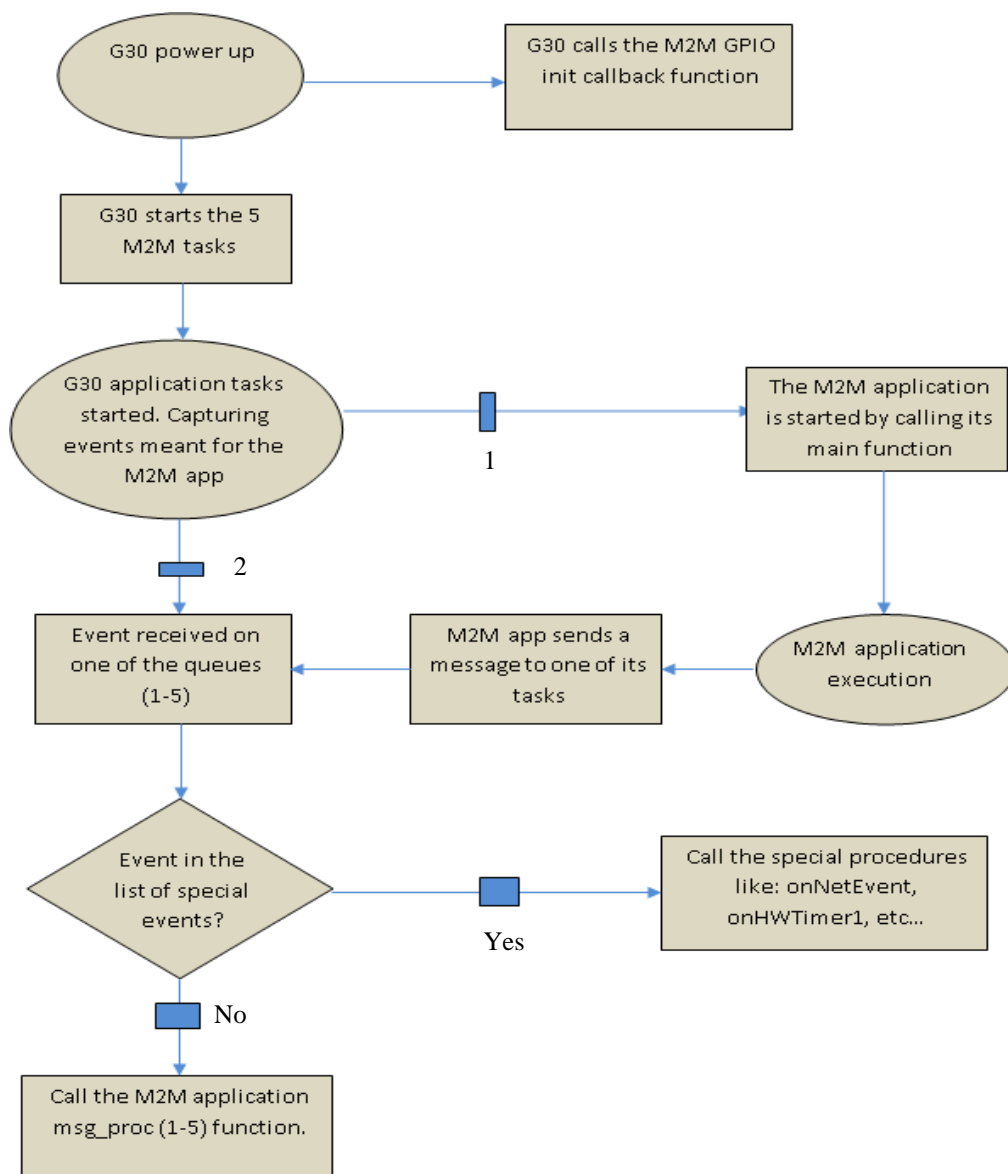 G30 power up
G30 calls the M2M GPIO
init callback function
G30 starts the 5
M2M tasks
G30 application tasks
started. Capturing
events meant for the
M2M app
1
The M2M application
is started by calling its
main function
2
Event received on
one of the queues
(1-5)
M2M app sends a
message to one of its
tasks
M2M application
execution
Event in the
list of special
events?
Yes
Call the special procedures
like: onNetEvent,
onHWTimer1, etc...
No
Call the M2M application
msg_proc (1-5) function.